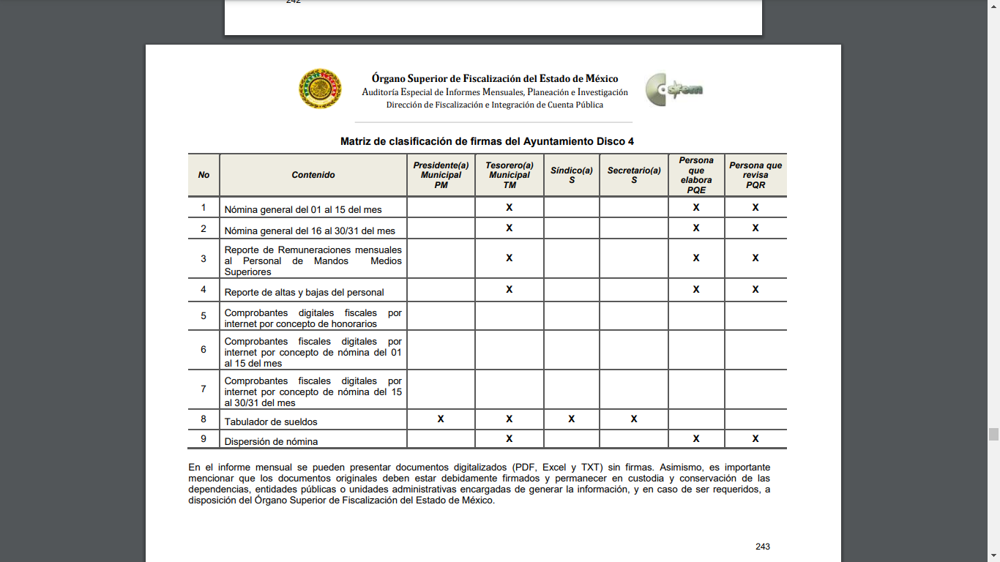 242
Órgano Superior de Fiscalización del Estado de México
Auditoría Especial de Informes Mensuales, Planeación e Investigación
Dirección de Fiscalización e Integración de Cuenta Pública
osfem
Matriz de clasificación de firmas del Ayuntamiento Disco 4
No Contenido Presidente(a) Municipal PM Tesorero(a) Municipal TM Síndico(a) S Secretario(a) S Persona que elabora PQE Persona que revisa PQR
1 Nómina general del 01 al 15 del mes X X X
2 Nómina general del 16 al 30/31 del mes X X X
3 Reporte de Remuneraciones mensuales
al Personal de Mandos Medios
Superiores X X X
4 Reporte de altas y bajas del personal X X X
5 Comprobantes digitales fiscales por
internet por concepto de honorarios
6 Comprobantes fiscales digitales por
internet por concepto de nómina del 01
al 15 del mes
7 Comprobantes fiscales digitales por
internet por concepto de nómina del 15
al 30/31 del mes
8 Tabulador de sueldos X X X X
9 Dispersión de nómina X X X
En el informe mensual se pueden presentar documentos digitalizados (PDF, Excel y TXT) sin firmas. Asimismo, es importante
mencionar que los documentos originales deben estar debidamente firmados y permanecer en custodia y conservación de las
dependencias, entidades públicas o unidades administrativas encargadas de generar la información, y en caso de ser requeridos, a
disposición del Órgano Superior de Fiscalización del Estado de México.
243